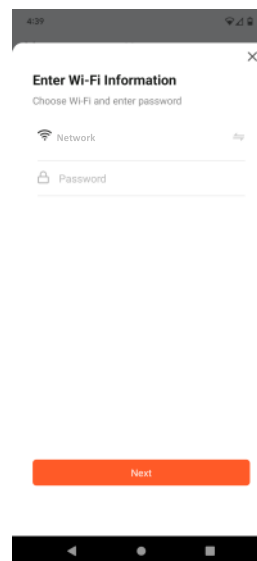 4:39
Enter Wi-Fi Information
Choose Wi-Fi and enter password
Network
Password
Next